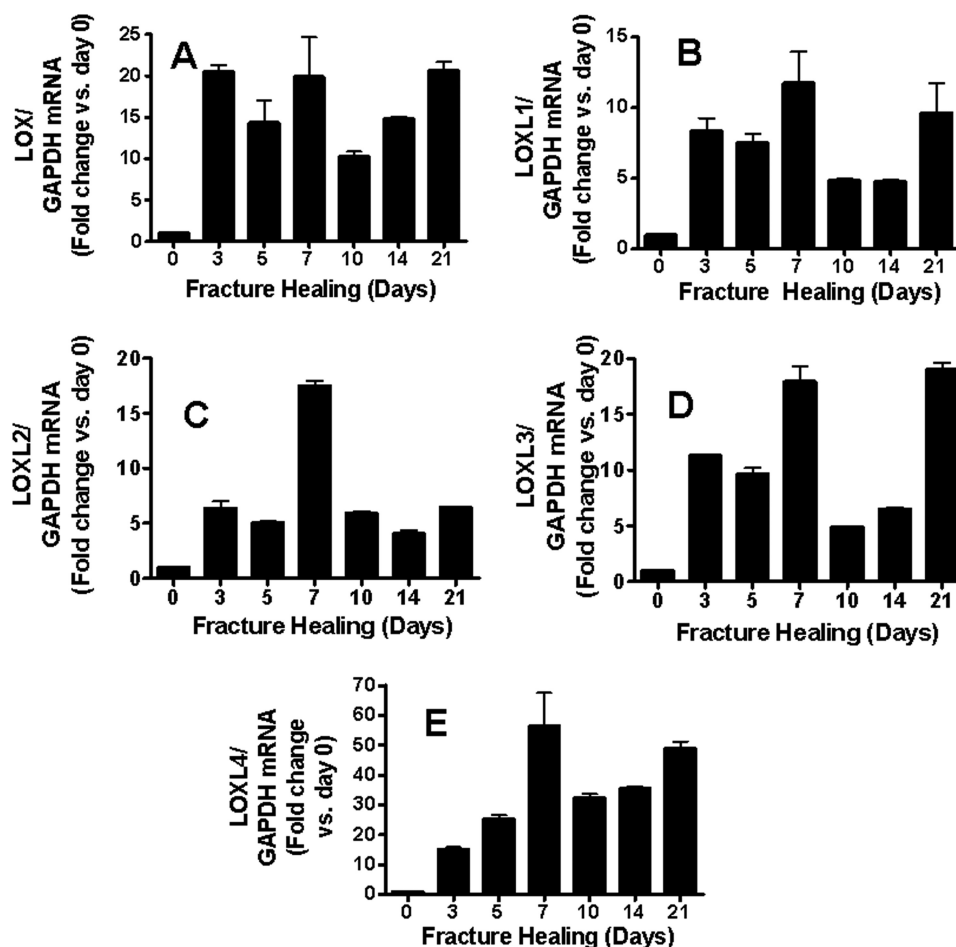 A
LOX/
GAPDH mRNA
(Fold change vs. day 0)
25
20
15
10
5
0
0 3 5 7 10 14 21
Fracture Healing (Days)
B
LOXL1/
GAPDH mRNA
(Fold change vs. day 0)
15
10
5
0
0 3 5 7 10 14 21
Fracture Healing (Days)
C
LOXL2/
GAPDH mRNA
(Fold change vs. day 0)
20
15
10
5
0
0 3 5 7 10 14 21
Fracture Healing (Days)
D
LOXL3/
GAPDH mRNA
(Fold change vs. day 0)
20
15
10
5
0
0 3 5 7 10 14 21
Fracture Healing (Days)
E
LOXL4/
GAPDH mRNA
(Fold change
vs. day 0)
70
60
50
40
30
20
10
0
0 3 5 7 10 14 21
Fracture Healing (Days)